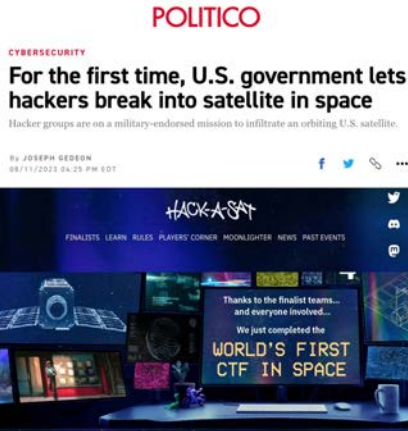 POLITICO
CYBERSECURITY
For the first time, U.S. government lets
hackers break into satellite in space
Hacker groups are on a military-endorsed mission to infiltrate an orbiting U.S. satellite.
By JOSEPH GEDEON
08/11/2023 04:25 PM EDT
HACK-A-SAT
FINALISTS LEARN RULES PLAYERS' CORNER MOONLIGHTER NEWS PAST EVENTS
Thanks to the finalist teams...
and everyone involved...
We just completed the
WORLD'S FIRST
CTF IN SPACE